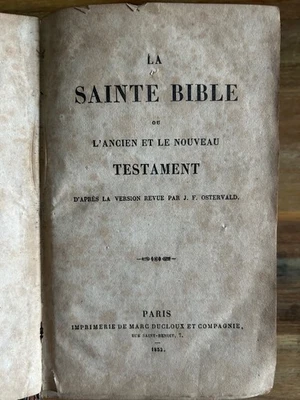 LA
SAINTE BIBLE
OU
L'ANCIEN ET LE NOUVEAU
TESTAMENT
D'APRÈS LA VERSION REVUE PAR J. F. OSTERVALD.
PARIS
IMPRIMERIE DE MARC DUCLOUX ET COMPAGNIE,
RUE SAINT-BENOIT, 7.